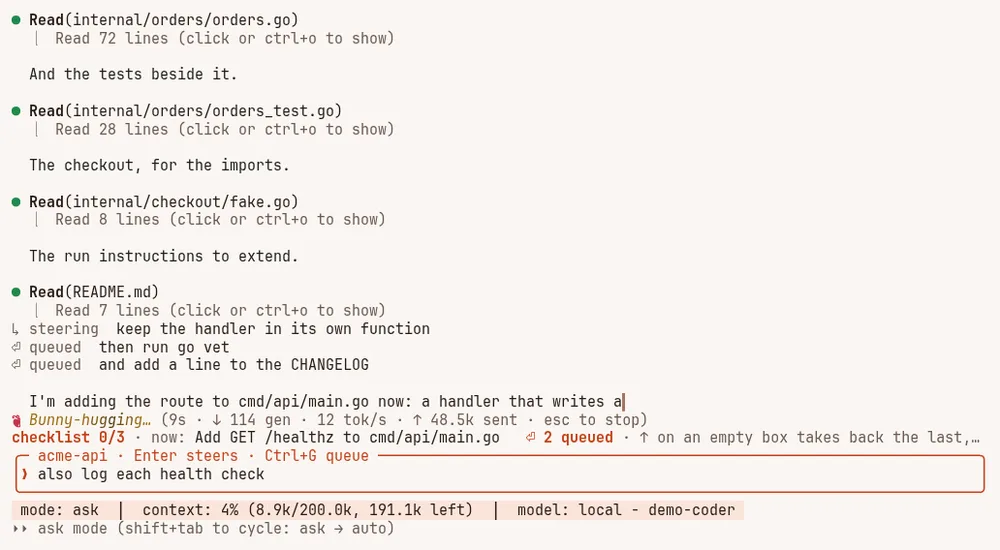 ● Read(internal/orders/orders.go)
⎿ Read 72 lines (click or ctrl+o to show)
And the tests beside it.
● Read(internal/orders/orders_test.go)
⎿ Read 28 lines (click or ctrl+o to show)
The checkout, for the imports.
● Read(internal/checkout/fake.go)
⎿ Read 8 lines (click or ctrl+o to show)
The run instructions to extend.
● Read(README.md)
⎿ Read 7 lines (click or ctrl+o to show)
↳ steering keep the handler in its own function
⏎ queued then run go vet
⏎ queued and add a line to the CHANGELOG
I'm adding the route to cmd/api/main.go now: a handler that writes a
Bunny-hugging… (9s · ↓ 114 gen · 12 tok/s · ↑ 48.5k sent · esc to stop)
checklist 0/3 · now: Add GET /healthz to cmd/api/main.go ⏎ 2 queued · ↑ on an empty box takes back the last,…
acme-api · Enter steers · Ctrl+G queue
❯ also log each health check
mode: ask | context: 4% (8.9k/200.0k, 191.1k left) | model: local - demo-coder
⏵⏵ ask mode (shift+tab to cycle: ask → auto)